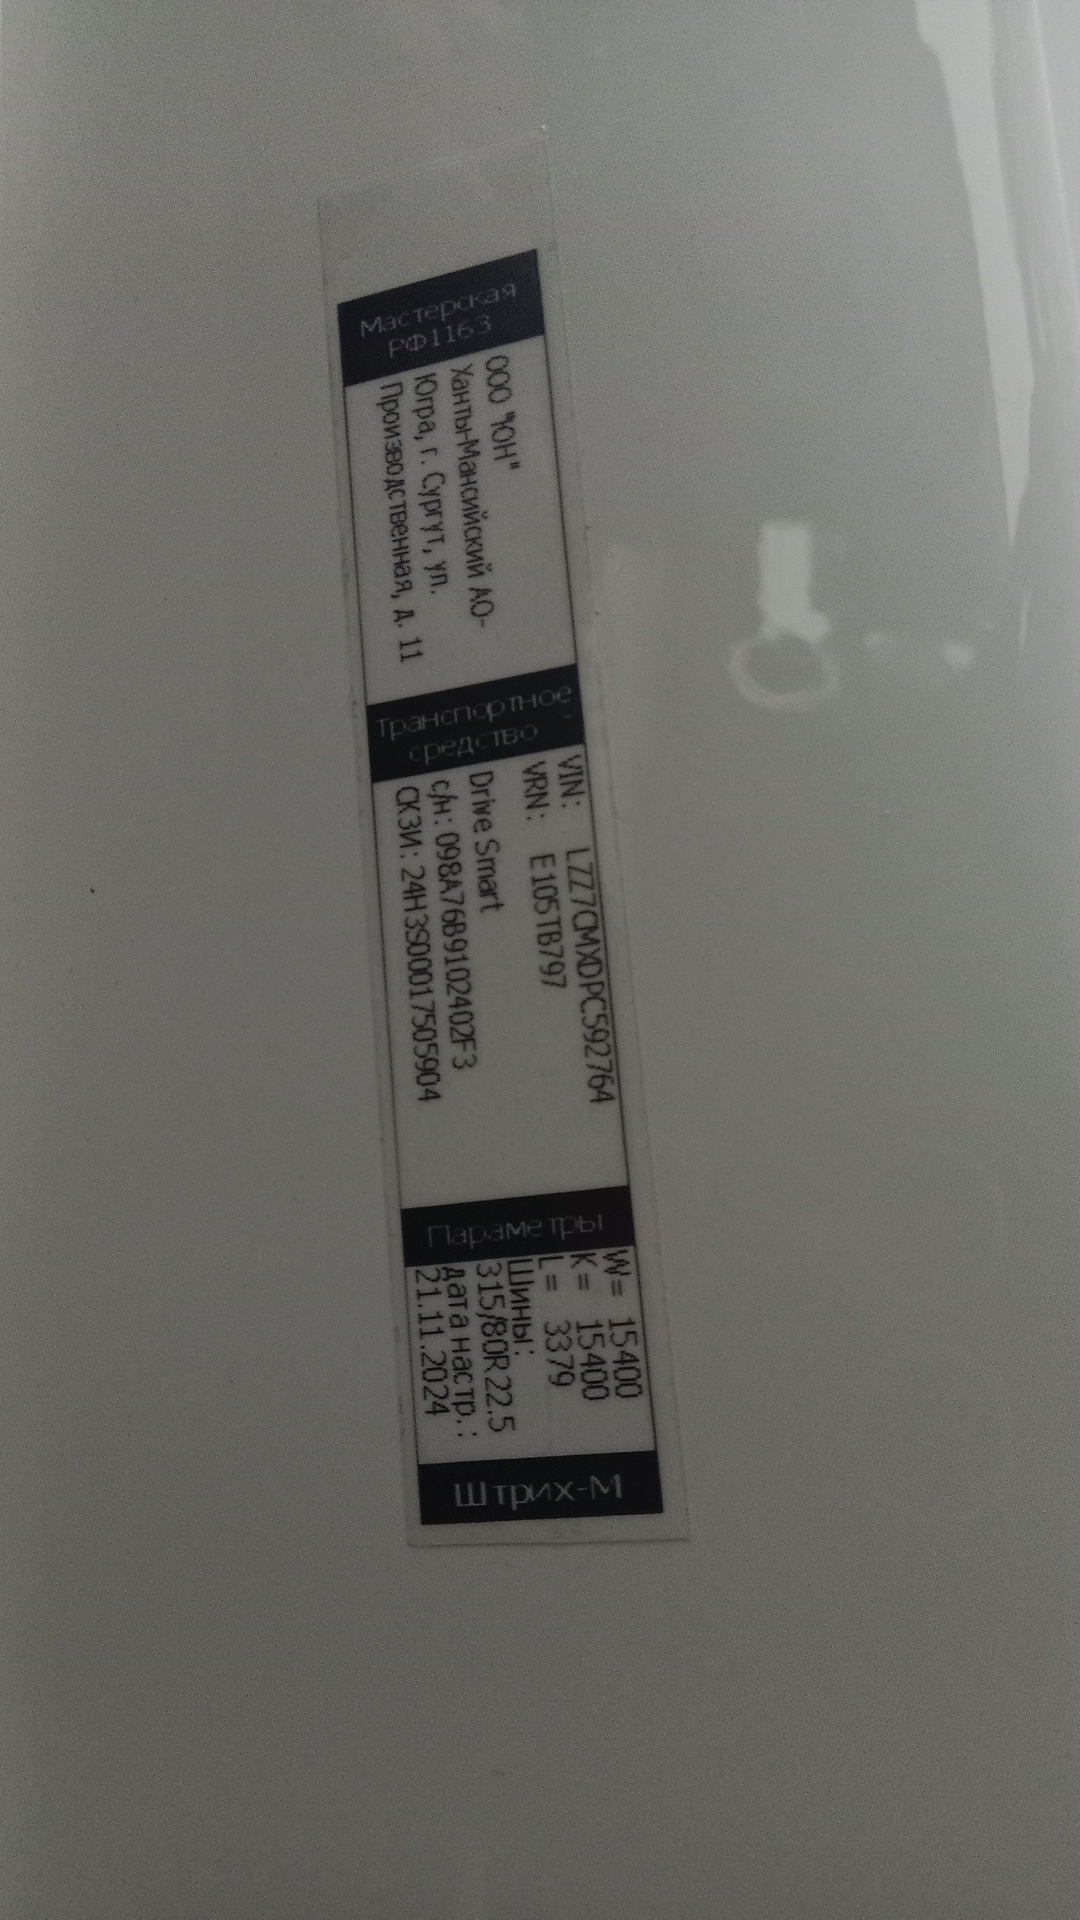 Мастерская
РФ1163
ООО "ЮН"
Ханты-Мансийский АО-
Югра, г. Сургут, ул.
Производственная, д. 11
Транспортное
средство
VIN: LZZ7CMXDPC592764
VRN: E105TB797
Drive Smart
с/н: 098A76B9102402F3
СКЗИ: 24H3S00017505904
Параметры
W= 15400
K= 15400
L= 3379
Шины:
315/80R22.5
дата настр.:
21.11.2024
Штрих-М